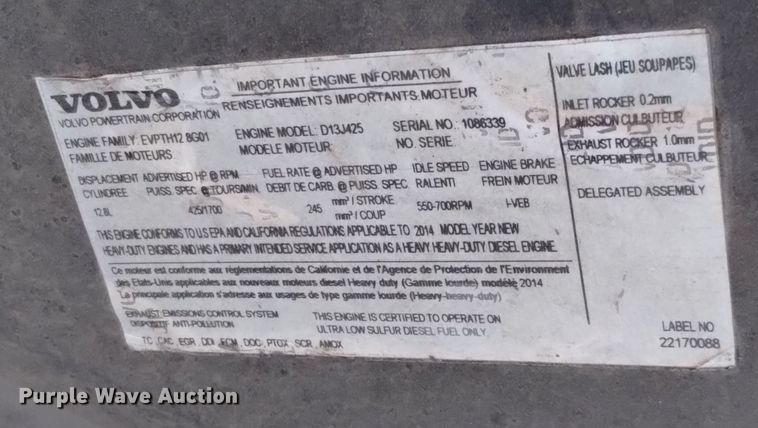 VOLVO
VOLVO POWERTRAIN CORPORATION
IMPORTANT ENGINE INFORMATION
RENSEIGNEMENTS IMPORTANTS MOTEUR
ENGINE FAMILY: EVPTH12.8G01
FAMILLE DE MOTEURS
ENGINE MODEL: D13J425
MODELE MOTEUR:
SERIAL NO: 1086339
NO. SERIE:
DISPLACEMENT ADVERTISED HP @ RPM FUEL RATE @ ADVERTISED HP IDLE SPEED ENGINE BRAKE
CYLINDREE PUISS. SPEC @ TOURS/MIN. DEBIT DE CARB. @ PUISS. SPEC RALENTI FREIN MOTEUR
12.8L 425/1700 245 mm³ / STROKE 550-700RPM I-VEB
mm³ / COUP
THIS ENGINE CONFORMS TO US EPA AND CALIFORNIA REGULATIONS APPLICABLE TO 2014 MODEL YEAR NEW
HEAVY-DUTY ENGINES AND HAS A PRIMARY INTENDED SERVICE APPLICATION AS A HEAVY HEAVY-DUTY DIESEL ENGINE.
Ce moteur est conforme aux réglementations de Californie et de l'Agence de Protection de l'Environment
des Etats-Unis applicables aux nouveaux moteurs diesel Heavy duty (Gamme lourde) modèle 2014
La principale application s'adresse aux usages de type gamme lourde (Heavy-heavy-duty)
EXHAUST EMISSIONS CONTROL SYSTEM
DISPOSITIF ANTI-POLLUTION
THIS ENGINE IS CERTIFIED TO OPERATE ON
ULTRA LOW SULFUR DIESEL FUEL ONLY.
TC ,CAC, EGR , DDI ,ECM , DOC, PTOX , SCR , AMOX
VALVE LASH (JEU SOUPAPES)
INLET ROCKER 0.2mm
ADMISSION CULBUTEUR
EXHAUST ROCKER 1.0mm
ECHAPPEMENT CULBUTEUR
DELEGATED ASSEMBLY
LABEL NO
22170088
Purple Wave Auction